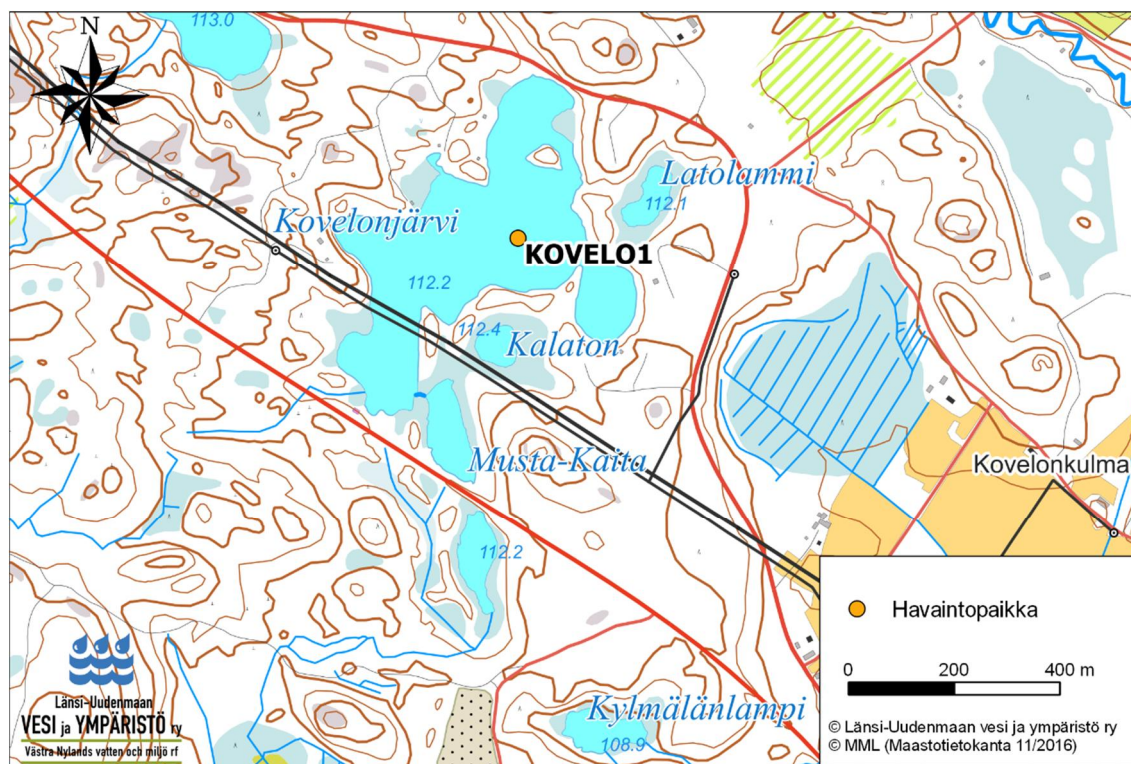 113.0
N
Latolammi
112.1
Kovelonjärvi
KOVELO1
112.2
112.4
Kalaton
Musta-Kaita
Kovelonkulma
112.2
Kylmälänlampi
108.9
Havaintopaikka
0 200 400 m
© Länsi-Uudenmaan vesi ja ympäristö ry
© MML (Maastotietokanta 11/2016)
Länsi-Uudenmaan
VESI ja YMPÄRISTÖ ry
Västra Nylands vatten och miljö rf